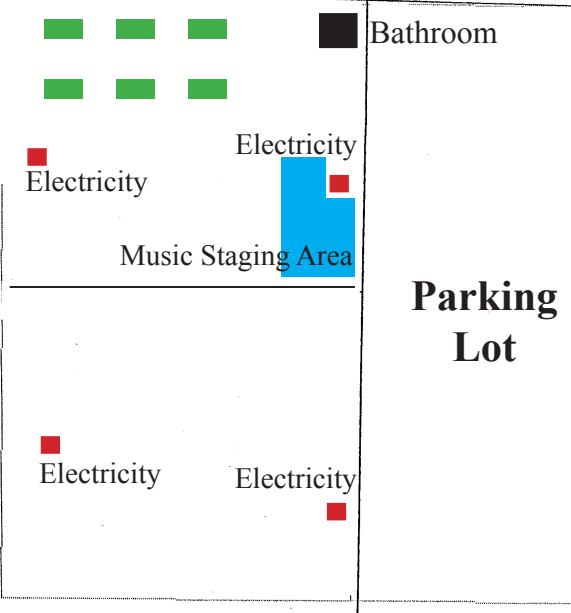 Bathroom
Electricity
Electricity
Music Staging Area
Parking
Lot
Electricity
Electricity